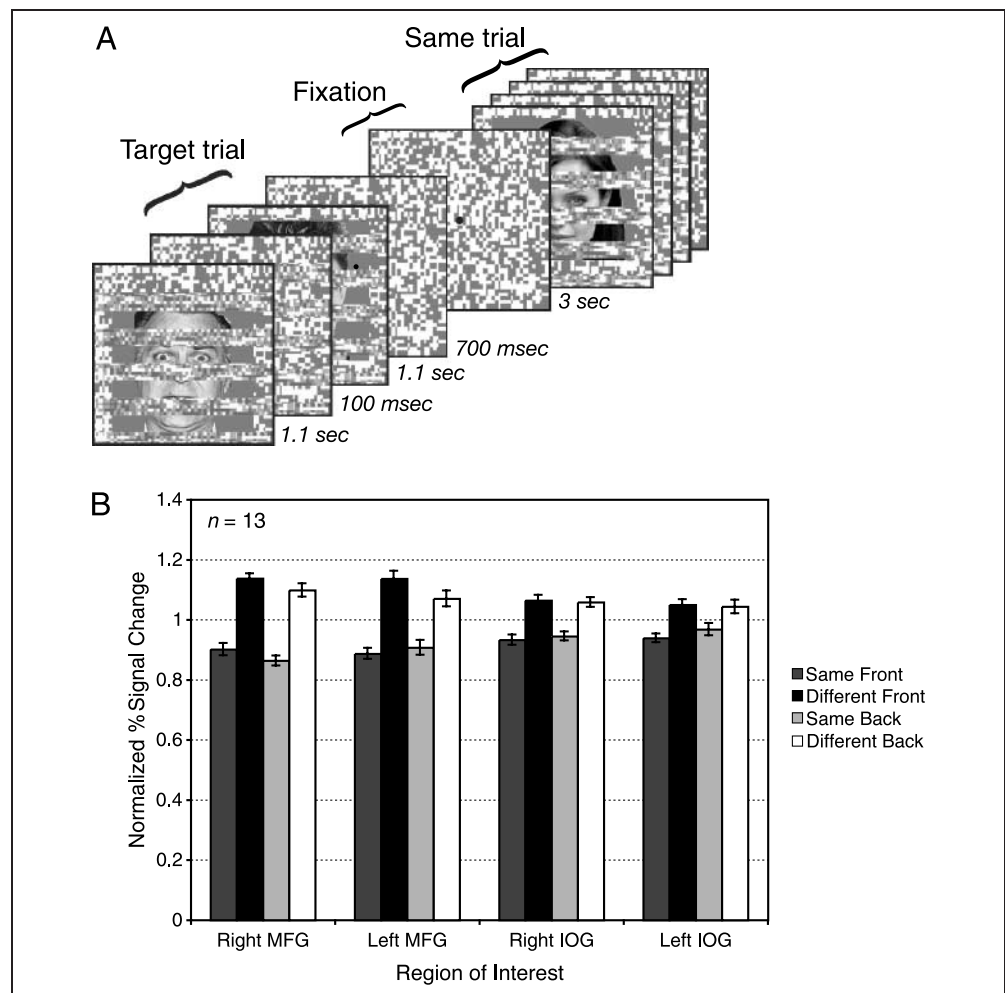 A
Same trial
Fixation
Target trial
3 sec
700 msec
1.1 sec
100 msec
1.1 sec
B
1.4
n = 13
1.2
1
0.8
0.6
0.4
0.2
0
Normalized % Signal Change
Same Front
Different Front
Same Back
Different Back
Right MFG Left MFG Right IOG Left IOG
Region of Interest